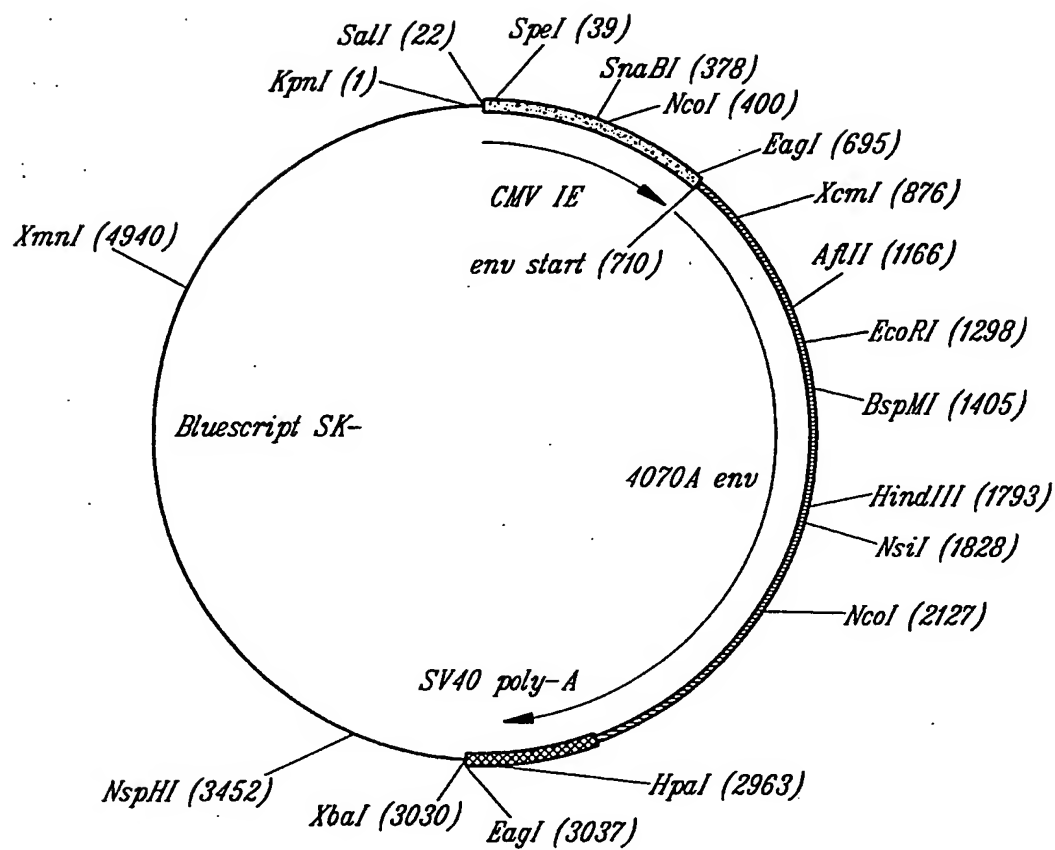 SalI (22)
SpeI (39)
KpnI (1)
SnaBI (378)
NcoI (400)
EagI (695)
XcmI (876)
CMV IE
XmnI (4940)
env start (710)
AflII (1166)
EcoRI (1298)
BspMI (1405)
Bluescript SK-
4070A env
HindIII (1793)
NsiI (1828)
NcoI (2127)
SV40 poly-A
NspHI (3452)
HpaI (2963)
XbaI (3030)
EagI (3037)